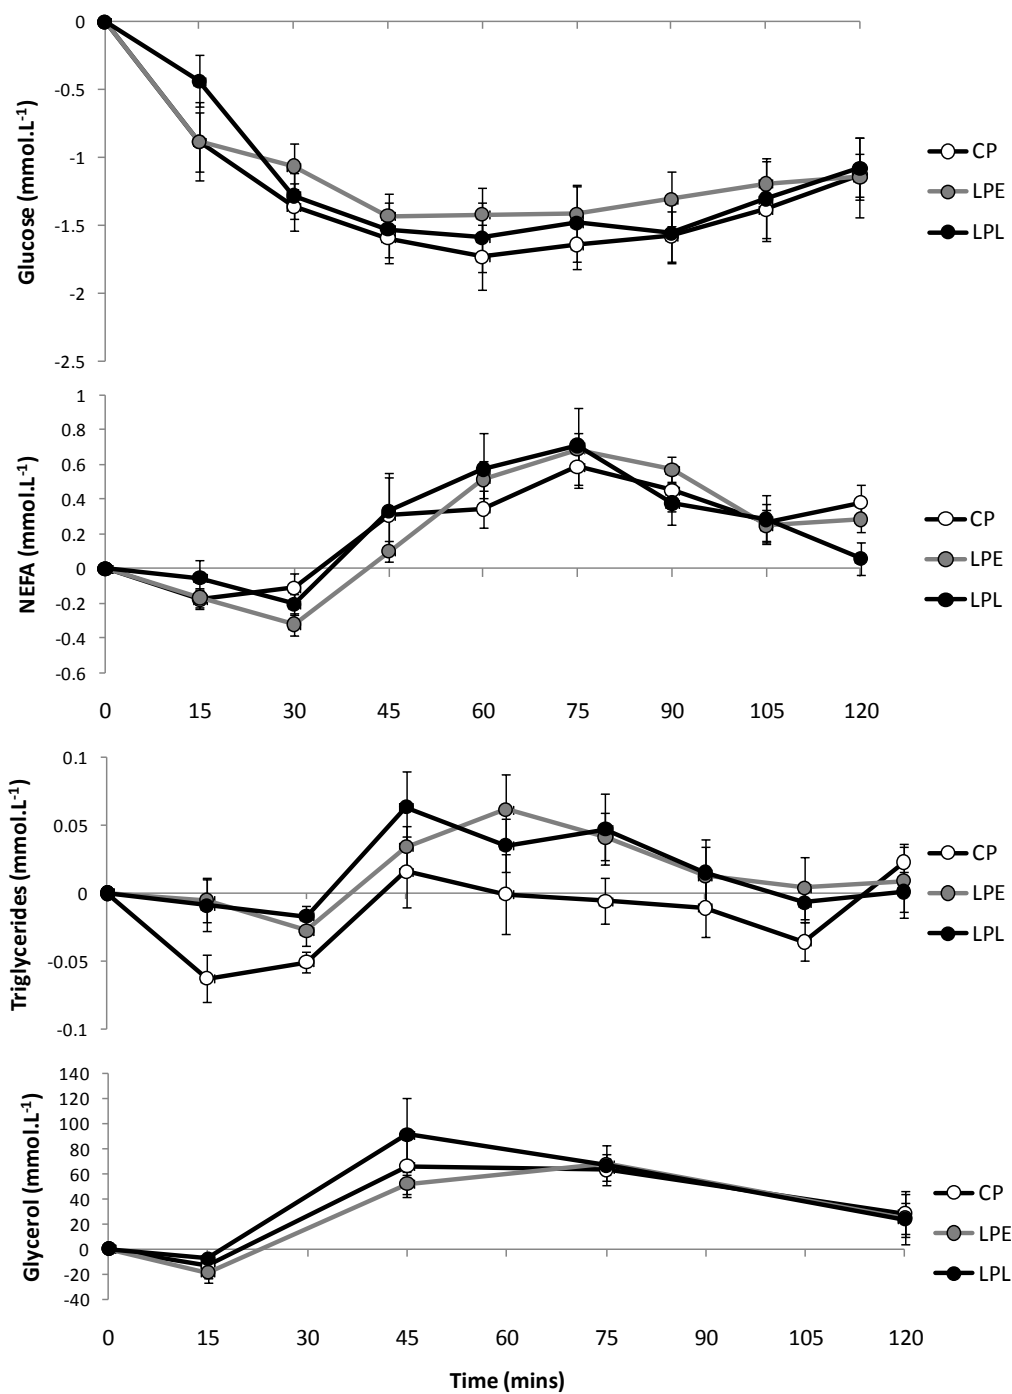 0
-0.5
-1
-1.5
-2
-2.5
Glucose (mmol.L-1)
CP
LPE
LPL
1
0.8
0.6
0.4
0.2
0
-0.2
-0.4
-0.6
NEFA (mmol.L-1)
CP
LPE
LPL
0 15 30 45 60 75 90 105 120
0.1
0.05
0
-0.05
-0.1
Triglycerides (mmol.L-1)
CP
LPE
LPL
140
120
100
80
60
40
20
0
-20
-40
Glycerol (mmol.L-1)
CP
LPE
LPL
0 15 30 45 60 75 90 105 120
Time (mins)